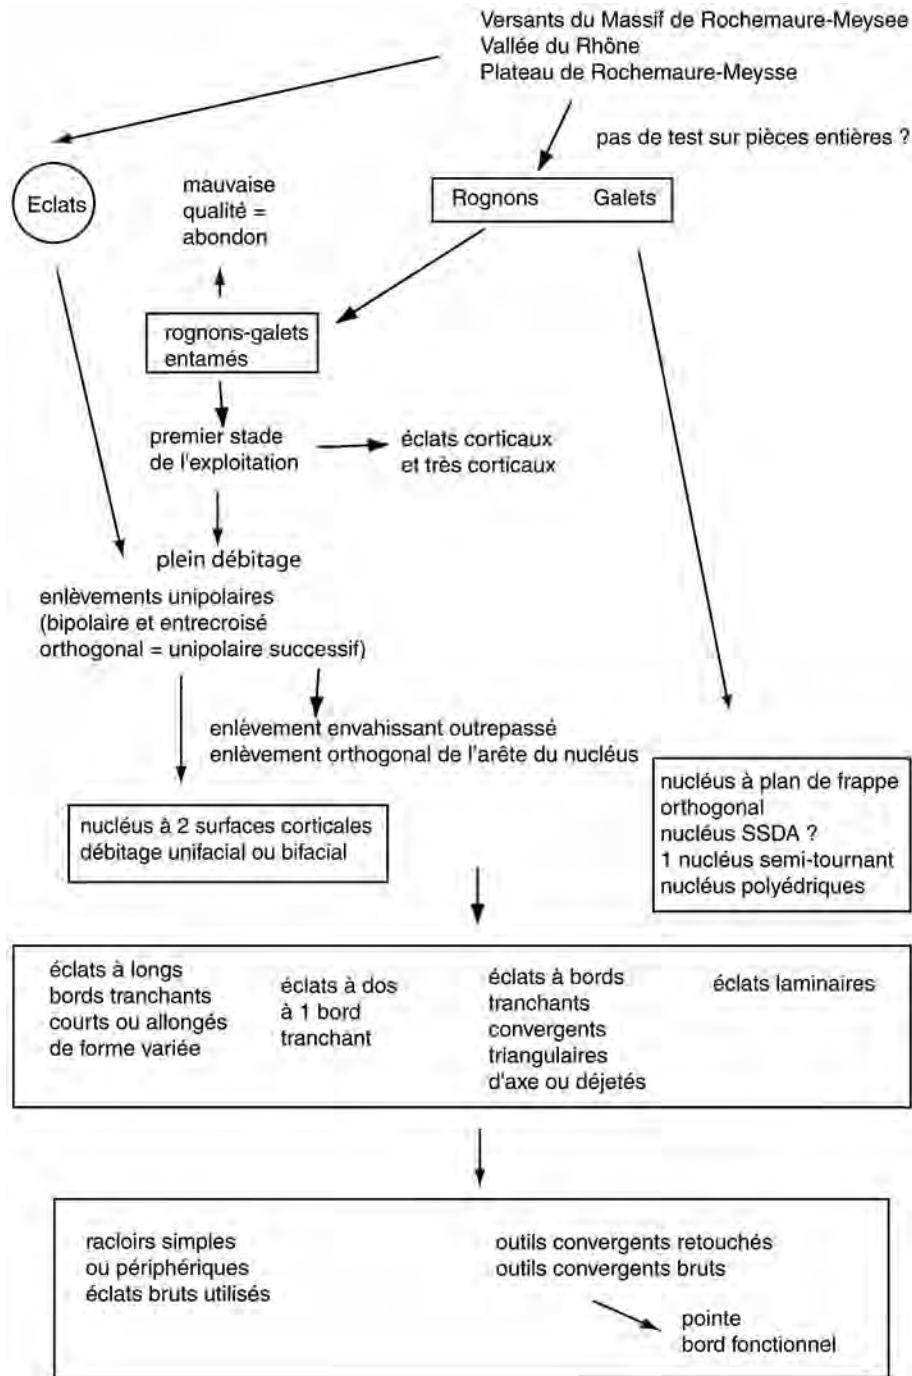 Versants du Massif de Rochemaure-Meysee
Vallée du Rhône
Plateau de Rochemaure-Meysse
pas de test sur pièces entières ?
Eclats
mauvaise
qualité =
abondon
Rognons Galets
rognons-galets
entamés
premier stade
de l'exploitation
éclats corticaux
et très corticaux
plein débitage
enlèvements unipolaires
(bipolaire et entrecroisé
orthogonal = unipolaire successif)
enlèvement envahissant outrepassé
enlèvement orthogonal de l'arête du nucléus
nucléus à 2 surfaces corticales
débitage unifacial ou bifacial
nucléus à plan de frappe
orthogonal
nucléus SSDA ?
1 nucléus semi-tournant
nucléus polyédriques
éclats à longs
bords tranchants
courts ou allongés
de forme variée
éclats à dos
à 1 bord
tranchant
éclats à bords
tranchants
convergents
triangulaires
d'axe ou déjetés
éclats laminaires
racloirs simples
ou périphériques
éclats bruts utilisés
outils convergents retouchés
outils convergents bruts
pointe
bord fonctionnel